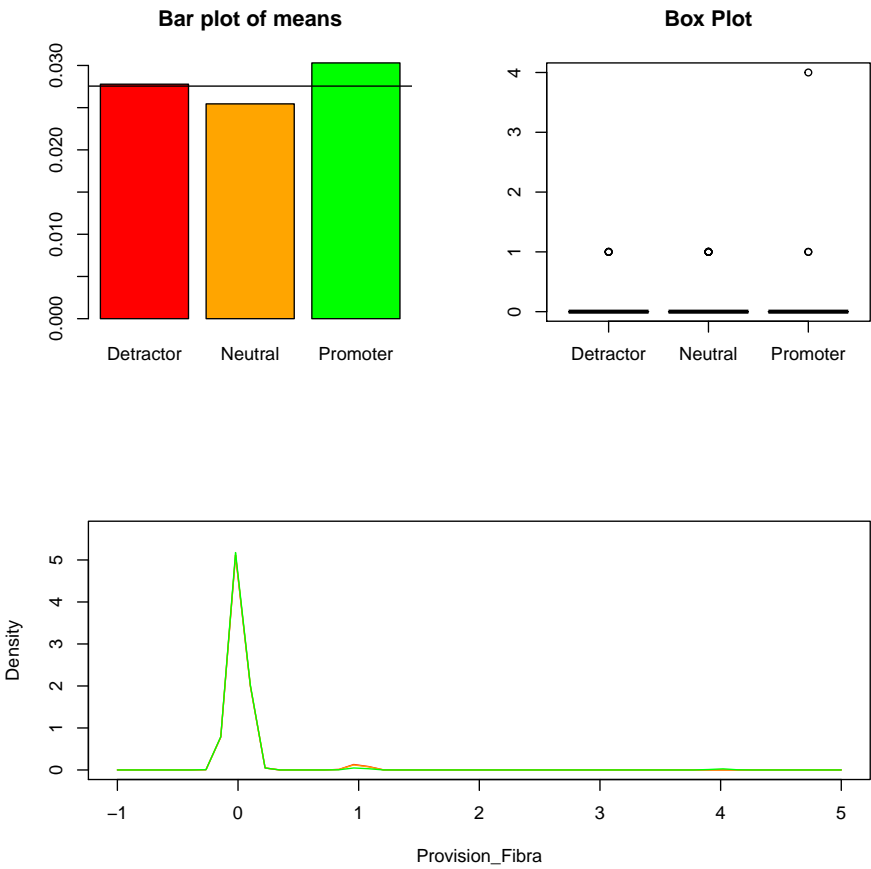 Bar plot of means
0.030
0.020
0.010
0.000
Detractor Neutral Promoter
Box Plot
4
3
2
1
0
Detractor Neutral Promoter
Density
5
4
3
2
1
0
−1 0 1 2 3 4 5
Provision_Fibra